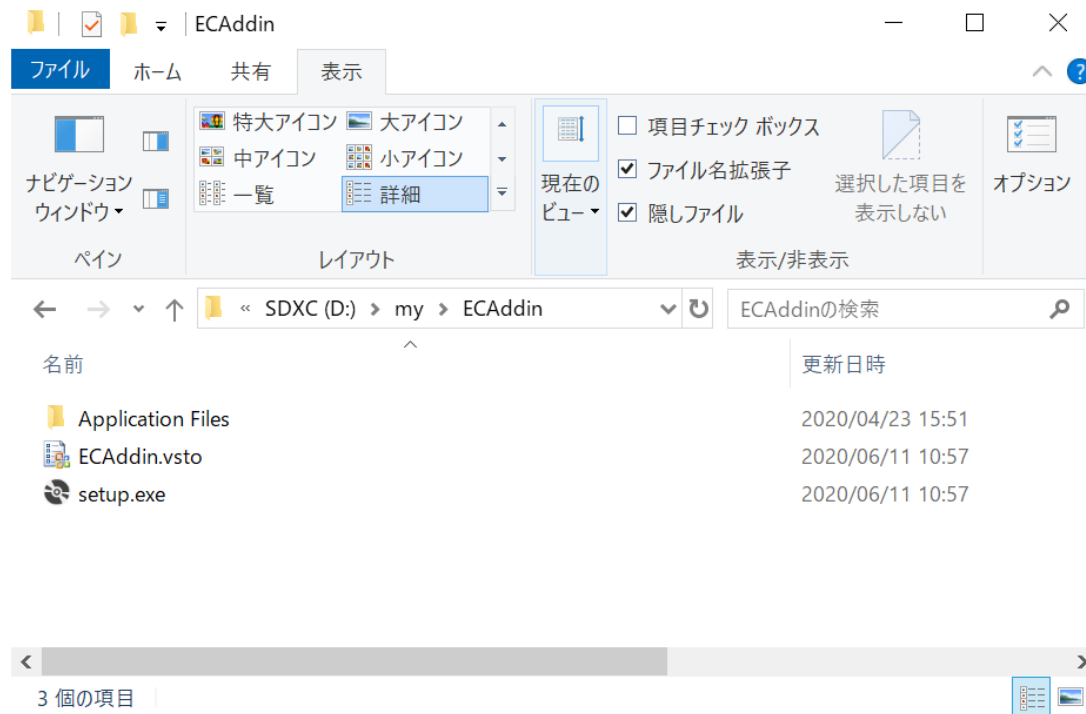 ECAddin
ファイル ホーム 共有 表示
特大アイコン 大アイコン
中アイコン 小アイコン
一覧 詳細
ナビゲーション
ウィンドウ
現在の
ビュー
項目チェック ボックス
ファイル名拡張子
隠しファイル
選択した項目を
表示しない
オプション
ペイン レイアウト 表示/非表示
« SDXC (D:) > my > ECAddin
ECAddinの検索
名前 更新日時
Application Files 2020/04/23 15:51
ECAddin.vsto 2020/06/11 10:57
setup.exe 2020/06/11 10:57
3 個の項目